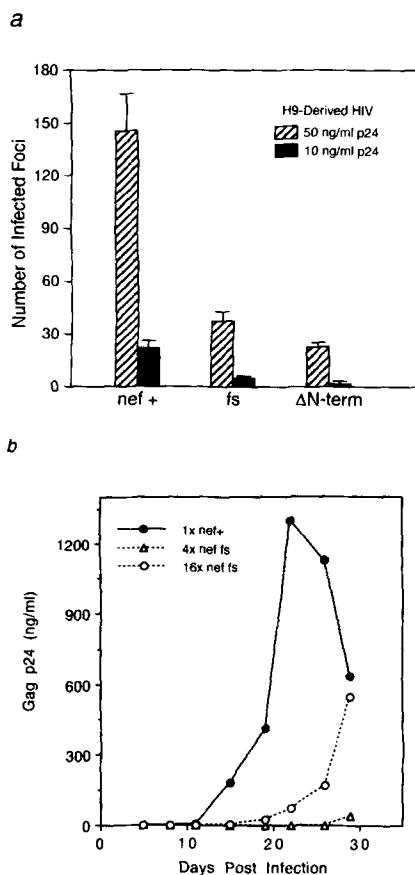 a
180
150
120
90
60
30
0
Number of Infected Foci
H9-Derived HIV
50 ng/ml p24
10 ng/ml p24
nef +
fs
ΔN-term
b
1200
900
600
300
0
Gag p24 (ng/ml)
1x nef+
4x nef fs
16x nef fs
0
10
20
30
Days Post Infection